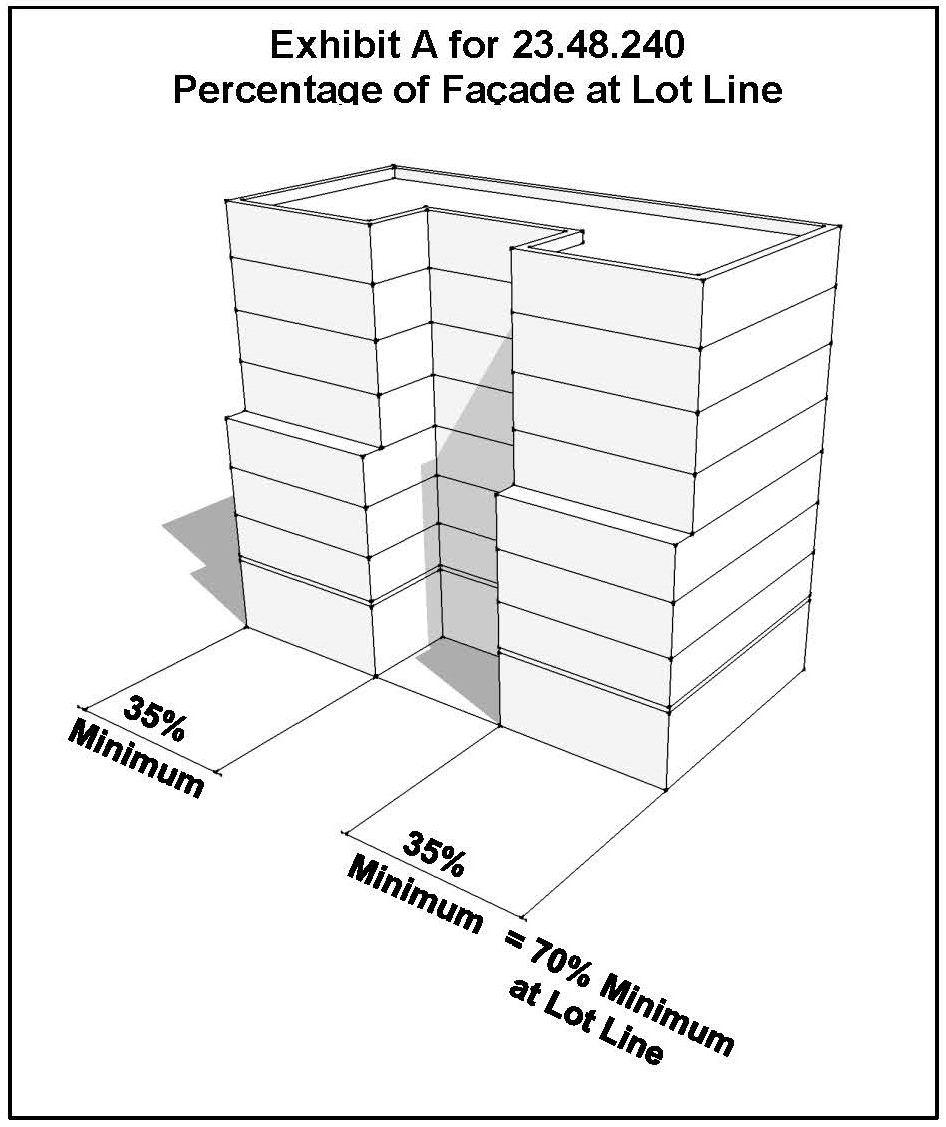 Exhibit A for 23.48.240
Percentage of Façade at Lot Line
35%
Minimum
35%
Minimum = 70% Minimum
at Lot Line